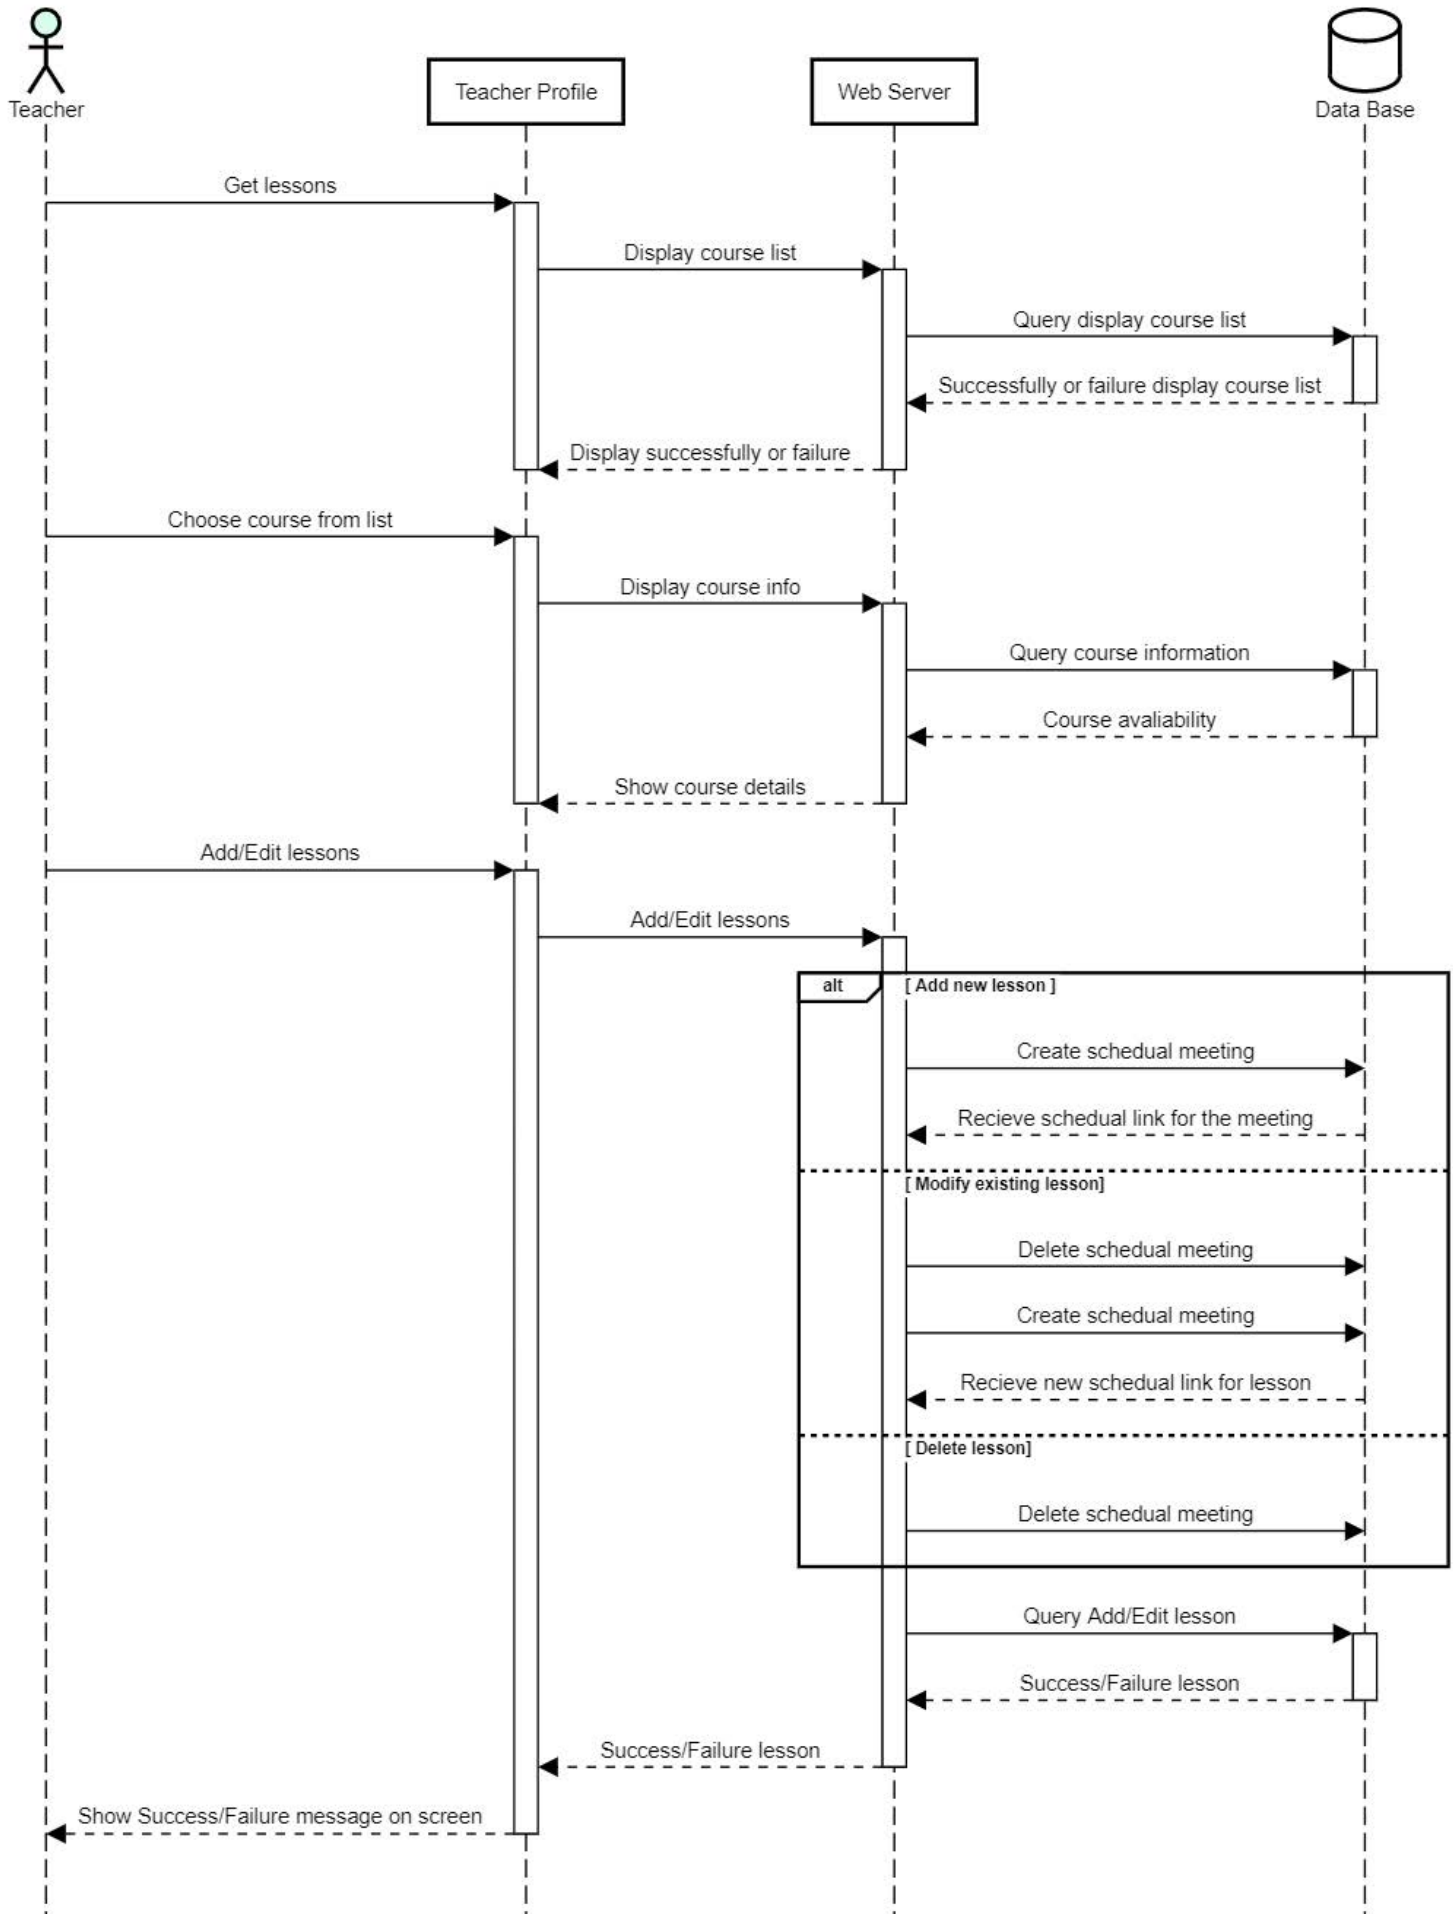 Teacher
Teacher Profile
Web Server
Data Base
Get lessons
Display course list
Query display course list
Successfully or failure display course list
Display successfully or failure
Choose course from list
Display course info
Query course information
Course avaliability
Show course details
Add/Edit lessons
Add/Edit lessons
alt
[ Add new lesson ]
Create schedual meeting
Recieve schedual link for the meeting
[ Modify existing lesson]
Delete schedual meeting
Create schedual meeting
Recieve new schedual link for lesson
[ Delete lesson]
Delete schedual meeting
Query Add/Edit lesson
Success/Failure lesson
Success/Failure lesson
Show Success/Failure message on screen